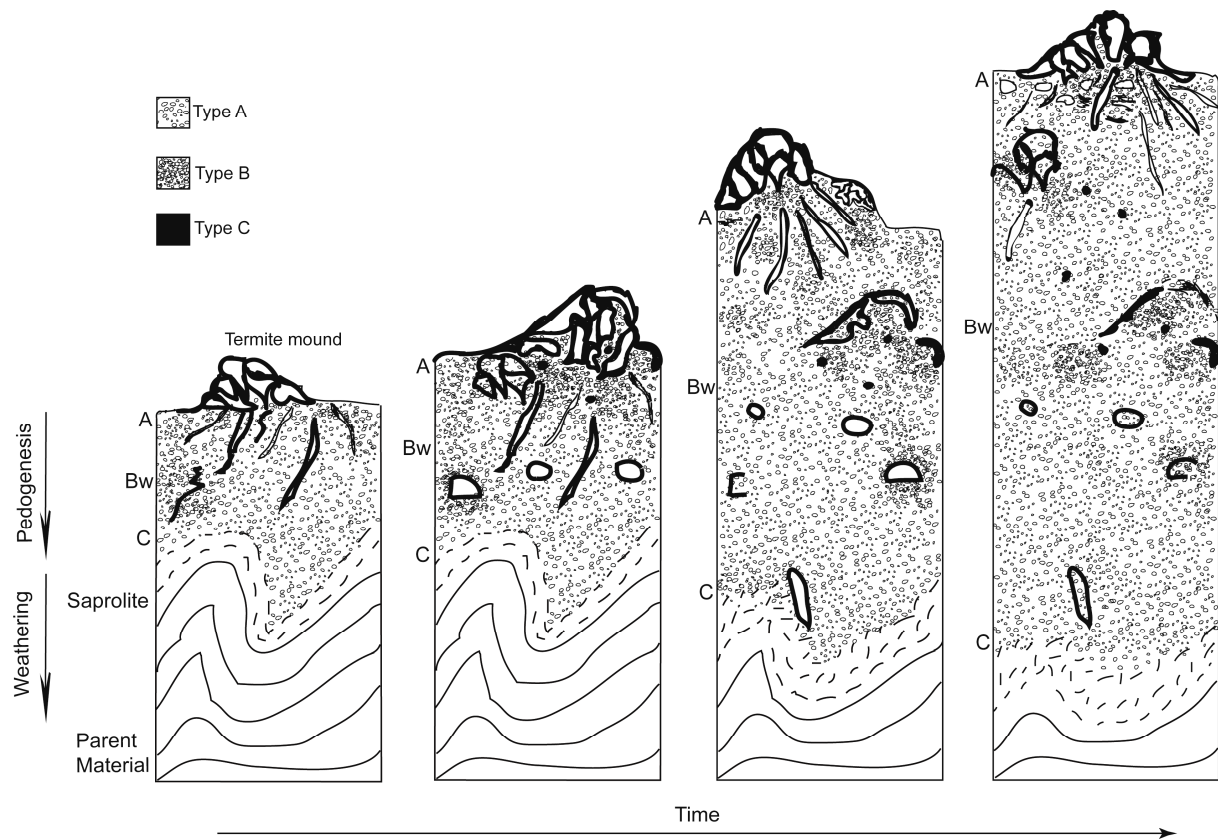 Type A
Type B
Type C
Termite mound
Pedogenesis
Weathering
A
Bw
C
Saprolite
Parent
Material
A
Bw
C
A
Bw
C
A
Bw
C
Time